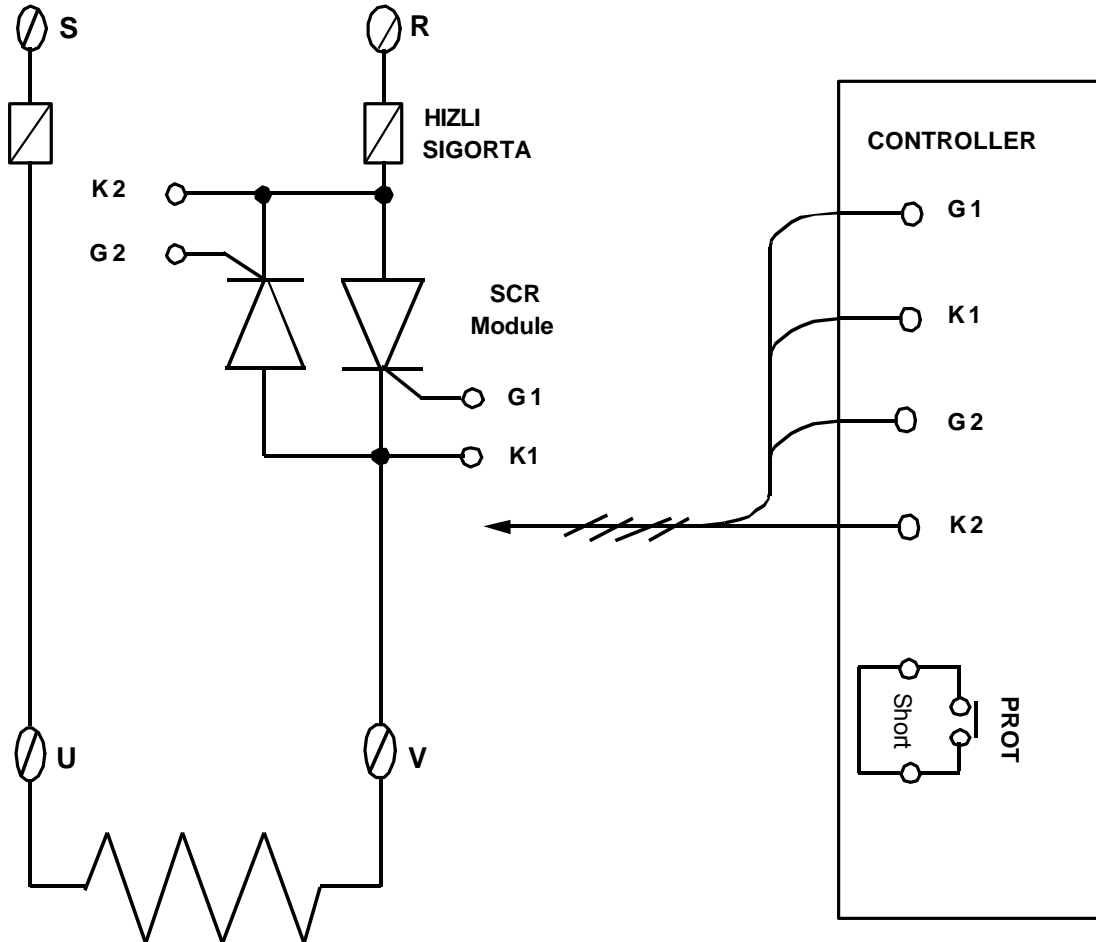 S
R
HIZLI
SIGORTA
CONTROLLER
K2
G2
SCR
Module
G1
K1
G1
K1
G2
K2
Short
PROT
U
V